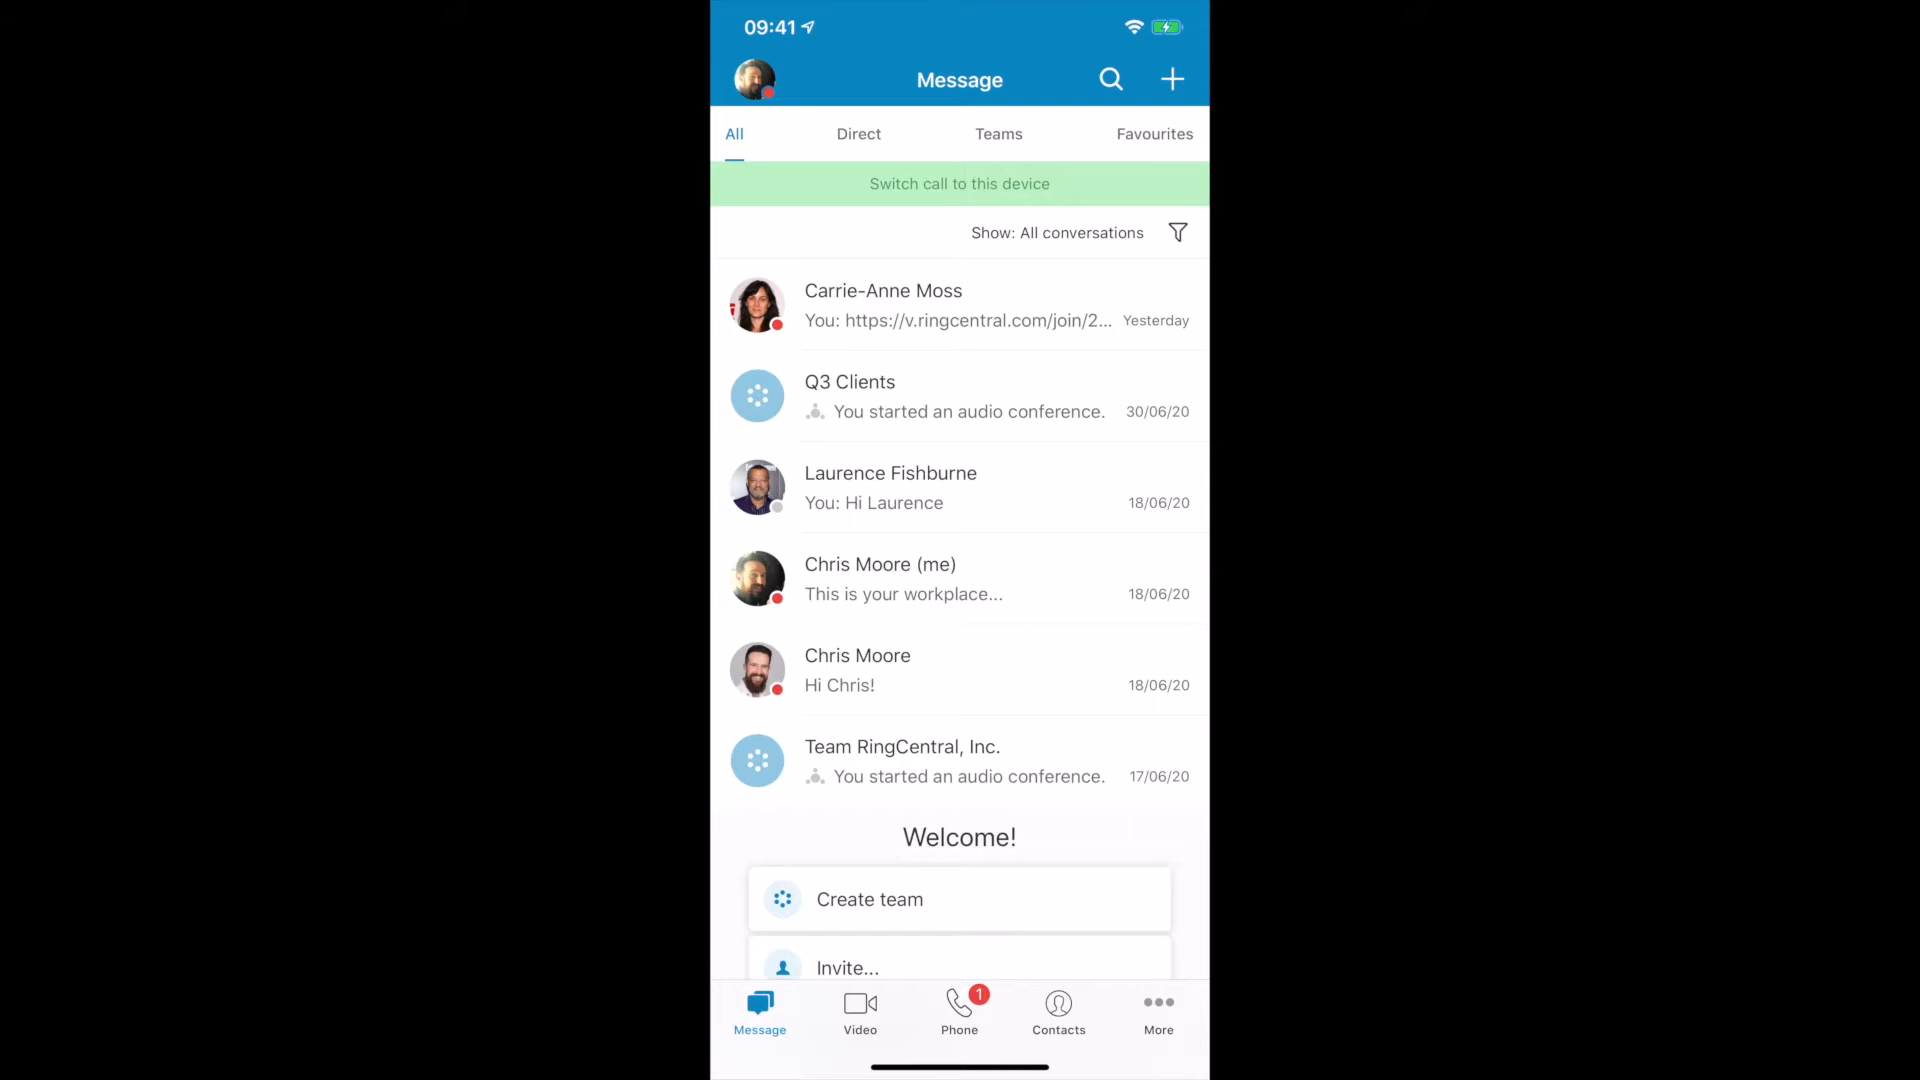 09:41
Message
All
Direct
Teams
Favourites
Switch call to this device
Show: All conversations
Carrie-Anne Moss
You: https://v.ringcentral.com/join/2... Yesterday
Q3 Clients
You started an audio conference. 30/06/20
Laurence Fishburne
You: Hi Laurence 18/06/20
Chris Moore (me)
This is your workplace... 18/06/20
Chris Moore
Hi Chris! 18/06/20
Team RingCentral, Inc.
You started an audio conference. 17/06/20
Welcome!
Create team
Invite...
1
Message
Video
Phone
Contacts
More